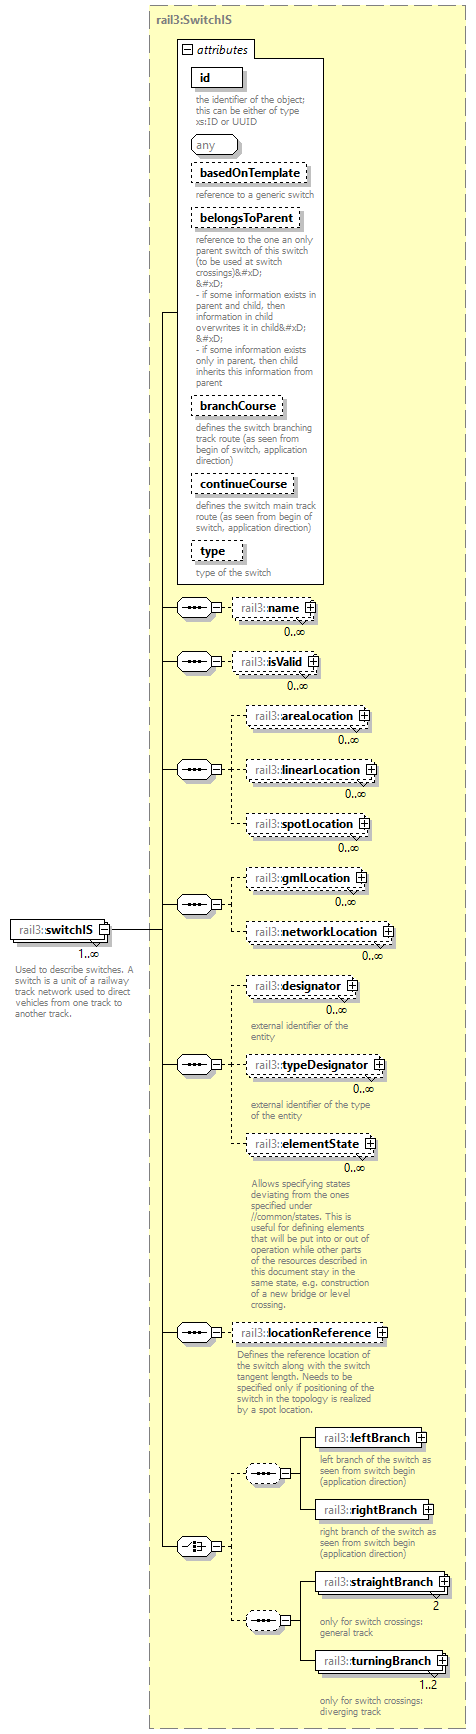 rail3:SwitchIS
attributes
id
the identifier of the object;
this can be either of type
xs:ID or UUID
any
basedOnTemplate
reference to a generic switch
belongsToParent
reference to the one an only
parent switch of this switch
(to be used at switch
crossings)&#xD;
&#xD;
- if some information exists in
parent and child, then
information in child
overwrites it in child&#xD;
&#xD;
- if some information exists
only in parent, then child
inherits this information from
parent
branchCourse
defines the switch branching
track route (as seen from
begin of switch, application
direction)
continueCourse
defines the switch main track
route (as seen from begin of
switch, application direction)
type
type of the switch
rail3:name
0..∞
rail3:isValid
0..∞
rail3:areaLocation
0..∞
rail3:linearLocation
0..∞
rail3:spotLocation
0..∞
rail3:gmlLocation
0..∞
rail3:networkLocation
0..∞
rail3:switchIS
1..∞
Used to describe switches. A
switch is a unit of a railway
track network used to direct
vehicles from one track to
another track.
rail3:designator
0..∞
external identifier of the
entity
rail3:typeDesignator
0..∞
external identifier of the type
of the entity
rail3:elementState
0..∞
Allows specifying states
deviating from the ones
specified under
//common/states. This is
useful for defining elements
that will be put into or out of
operation while other parts
of the resources described in
this document stay in the
same state, e.g. construction
of a new bridge or level
crossing.
rail3:locationReference
Defines the reference location of
the switch along with the switch
tangent length. Needs to be
specified only if positioning of the
switch in the topology is realized
by a spot location.
rail3:leftBranch
left branch of the switch as
seen from switch begin
(application direction)
rail3:rightBranch
right branch of the switch as
seen from switch begin
(application direction)
rail3:straightBranch
2
only for switch crossings:
general track
rail3:turningBranch
1..2
only for switch crossings:
diverging track